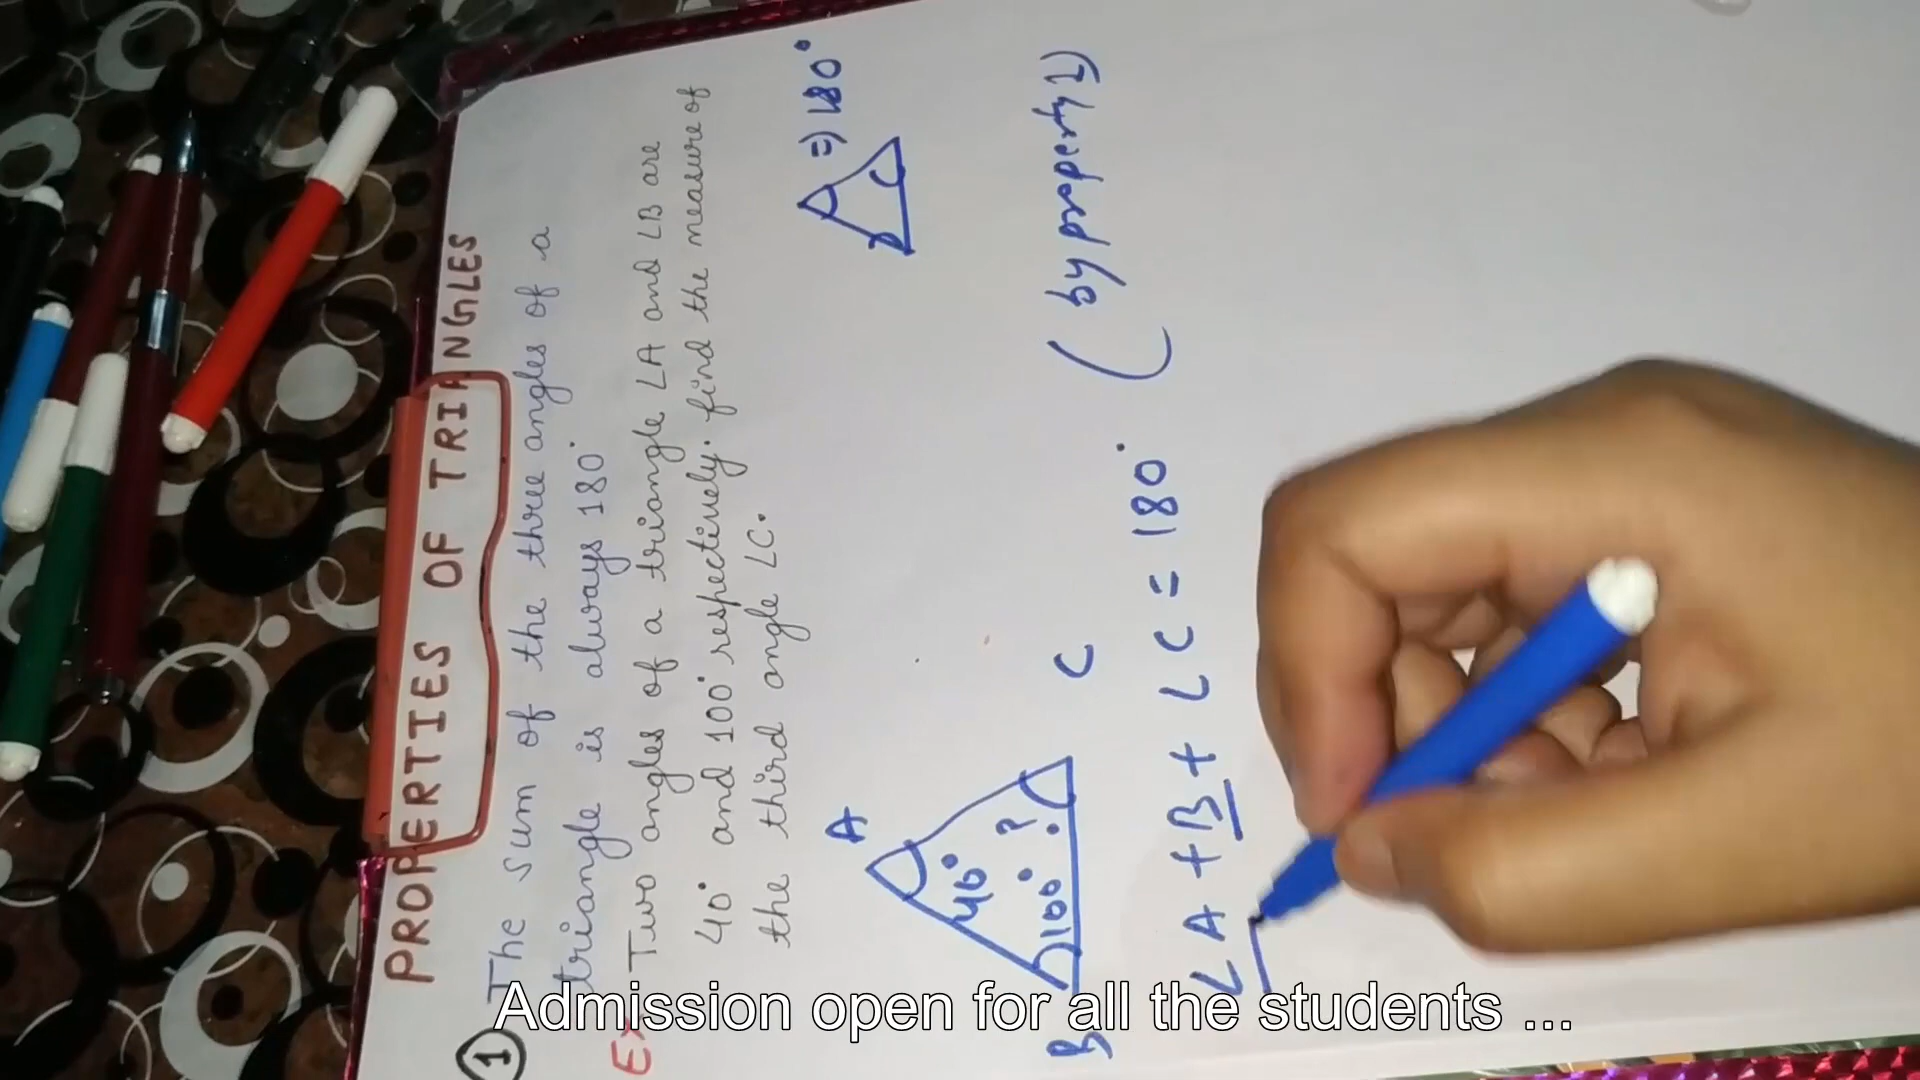 PROPERTIES OF TRIANGLES
1 The sum of the three angles of a
triangle is always 180°
Ex Two angles of a triangle ∠A and ∠B are
40° and 100° respectively. find the measure of
the third angle ∠C.
⇒ 180°
A
40°
100° ?
B C
(by property 1)
∠A + B + ∠C = 180°
Admission open for all the students ...